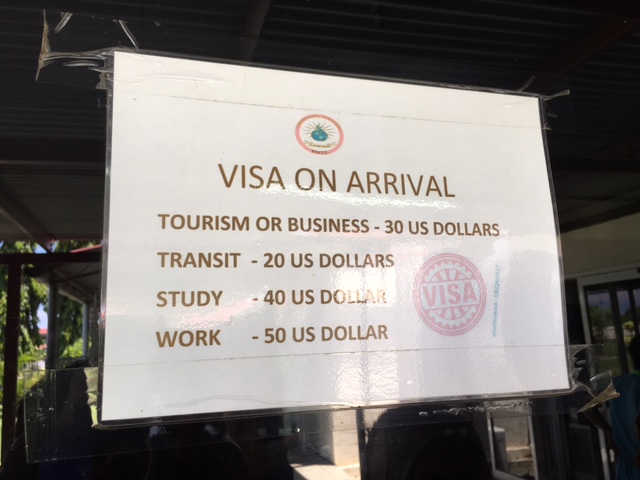 VISA ON ARRIVAL
TOURISM OR BUSINESS - 30 US DOLLARS
TRANSIT - 20 US DOLLARS
STUDY - 40 US DOLLAR
WORK - 50 US DOLLAR
VISA